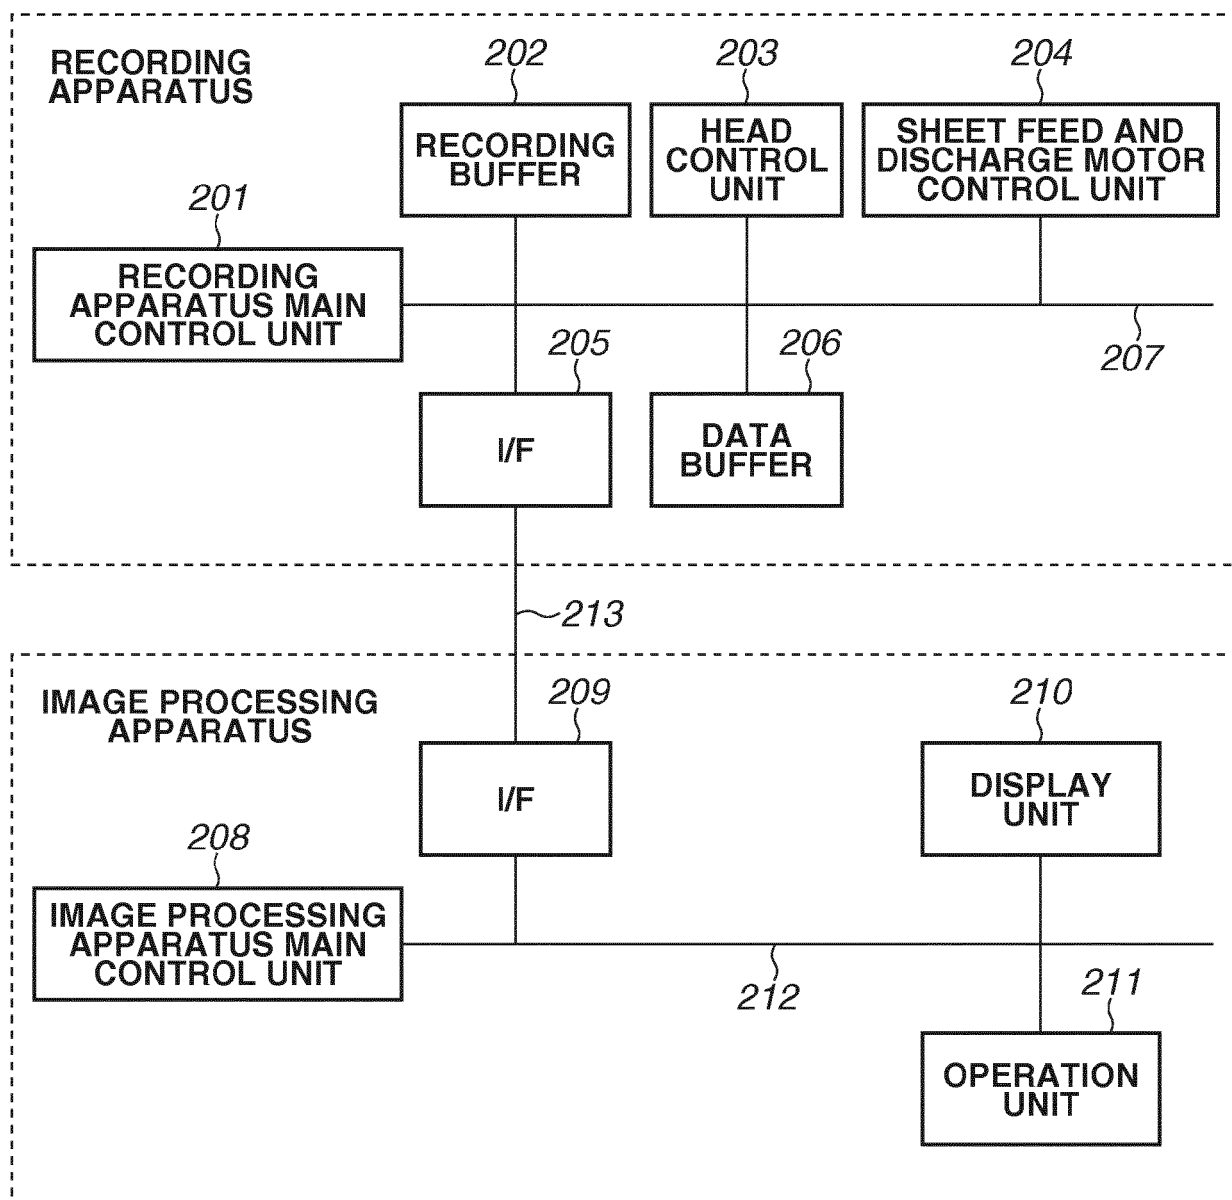 RECORDING
APPARATUS
202
203
204
RECORDING
BUFFER
HEAD
CONTROL
UNIT
SHEET FEED AND
DISCHARGE MOTOR
CONTROL UNIT
201
RECORDING
APPARATUS MAIN
CONTROL UNIT
205
206
207
I/F
DATA
BUFFER
213
IMAGE PROCESSING
APPARATUS
209
210
I/F
DISPLAY
UNIT
208
IMAGE PROCESSING
APPARATUS MAIN
CONTROL UNIT
212
211
OPERATION
UNIT